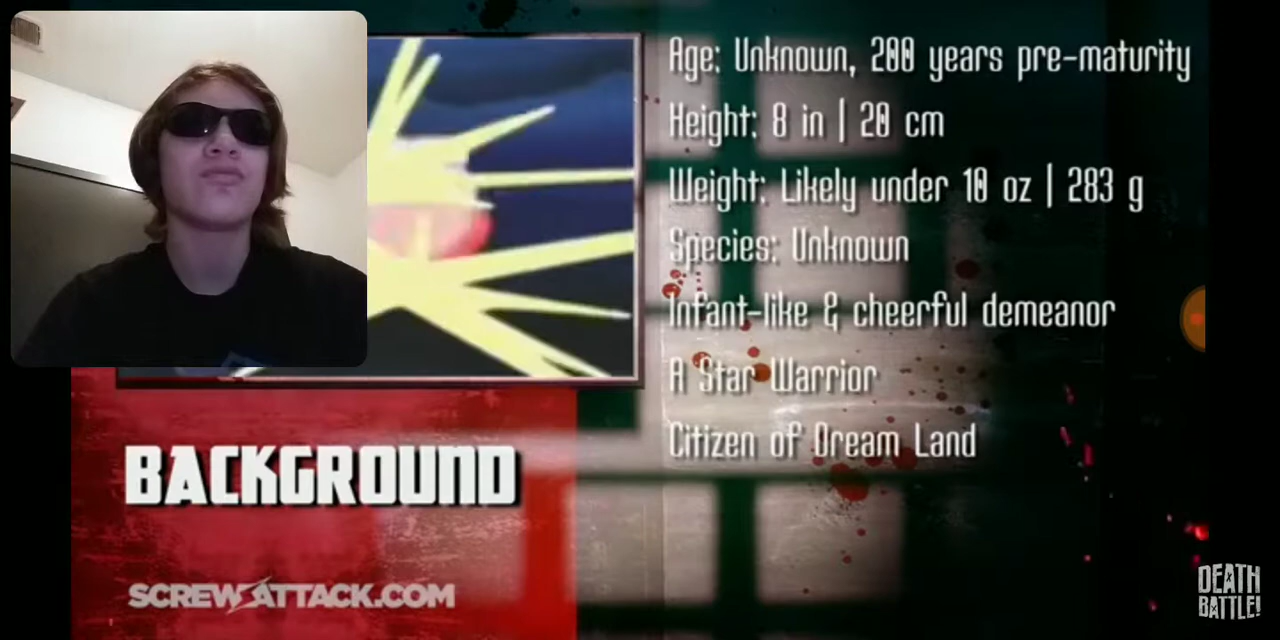 Age: Unknown, 200 years pre-maturity
Height: 8 in | 20 cm
Weight: Likely under 10 oz | 283 g
Species: Unknown
Infant-like & cheerful demeanor
A Star Warrior
Citizen of Dream Land
BACKGROUND
SCREWATTACK.COM
DEATH
BATTLE!